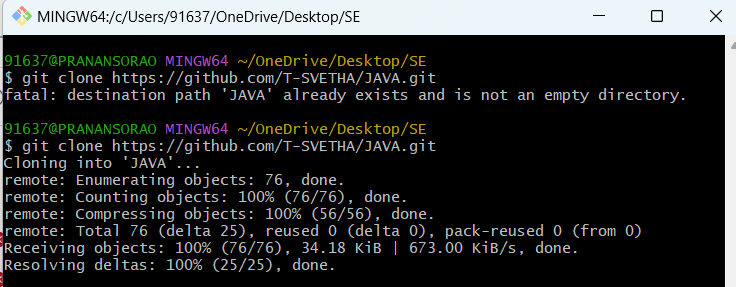 MINGW64:/c/Users/91637/OneDrive/Desktop/SE
91637@PRANANSORAO MINGW64 ~/OneDrive/Desktop/SE
$ git clone https://github.com/T-SVETHA/JAVA.git
fatal: destination path 'JAVA' already exists and is not an empty directory.
91637@PRANANSORAO MINGW64 ~/OneDrive/Desktop/SE
$ git clone https://github.com/T-SVETHA/JAVA.git
Cloning into 'JAVA'...
remote: Enumerating objects: 76, done.
remote: Counting objects: 100% (76/76), done.
remote: Compressing objects: 100% (56/56), done.
remote: Total 76 (delta 25), reused 0 (delta 0), pack-reused 0 (from 0)
Receiving objects: 100% (76/76), 34.18 KiB | 673.00 KiB/s, done.
Resolving deltas: 100% (25/25), done.